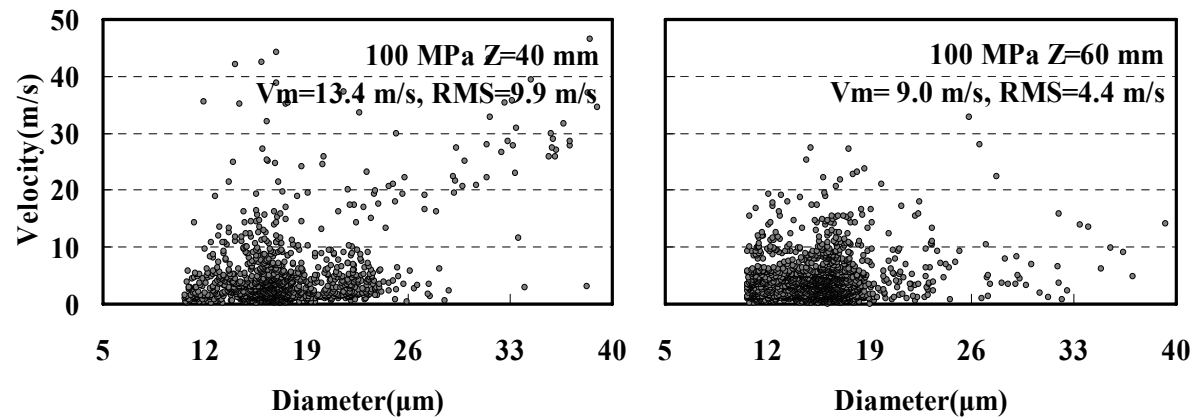 50
40
30
20
10
0
Velocity(m/s)
100 MPa Z=40 mm
Vm=13.4 m/s, RMS=9.9 m/s
5 12 19 26 33 40
Diameter(μm)
100 MPa Z=60 mm
Vm= 9.0 m/s, RMS=4.4 m/s
5 12 19 26 33 40
Diameter(μm)